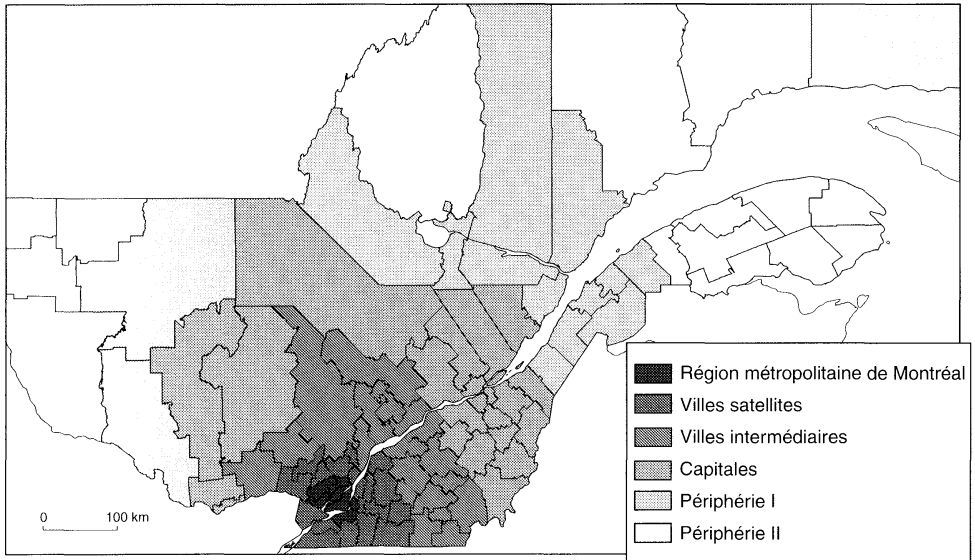 Région métropolitaine de Montréal
Villes satellites
Villes intermédiaires
Capitales
Périphérie I
Périphérie II
0 100 km